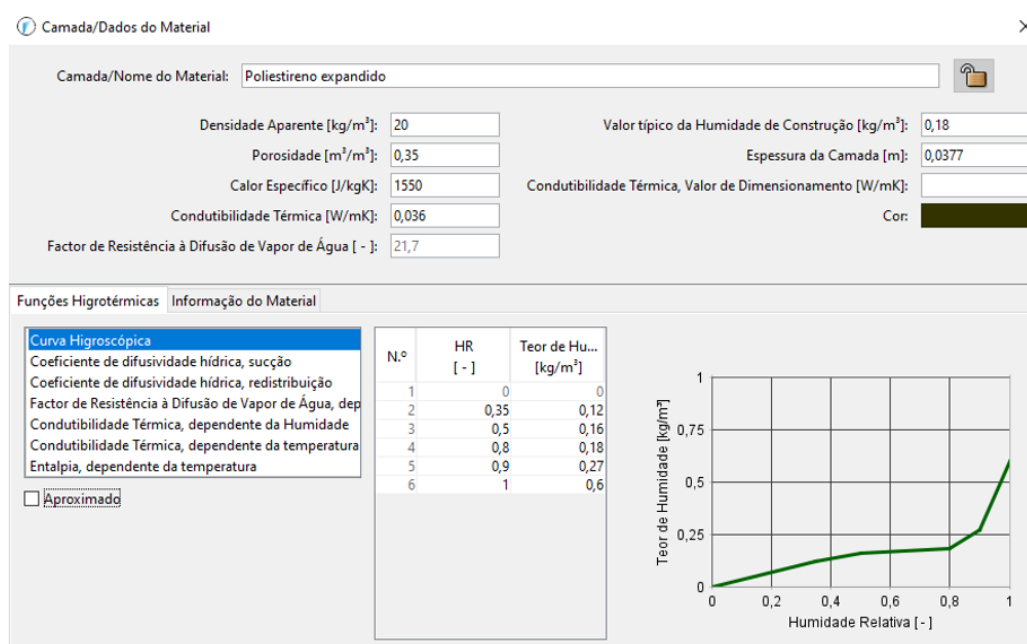 Camada/Dados do Material
Camada/Nome do Material: Poliestireno expandido
Densidade Aparente [kg/m³]: 20
Valor típico da Humidade de Construção [kg/m³]: 0,18
Porosidade [m³/m³]: 0,35
Espessura da Camada [m]: 0,0377
Calor Específico [J/kgK]: 1550
Condutibilidade Térmica, Valor de Dimensionamento [W/mK]:
Condutibilidade Térmica [W/mK]: 0,036
Cor:
Factor de Resistência à Difusão de Vapor de Água [ - ]: 21,7
Funções Higrotérmicas Informação do Material
Curva Higroscópica
Coeficiente de difusividade hídrica, sucção
Coeficiente de difusividade hídrica, redistribuição
Factor de Resistência à Difusão de Vapor de Água, dep
Condutibilidade Térmica, dependente da Humidade
Condutibilidade Térmica, dependente da temperatura
Entalpia, dependente da temperatura
Aproximado
N.º HR [ - ] Teor de Hu... [kg/m³]
1 0 0
2 0,35 0,12
3 0,5 0,16
4 0,8 0,18
5 0,9 0,27
6 1 0,6
Teor de Humidade [kg/m³]
1
0,75
0,5
0,25
0
0 0,2 0,4 0,6 0,8 1
Humidade Relativa [ - ]